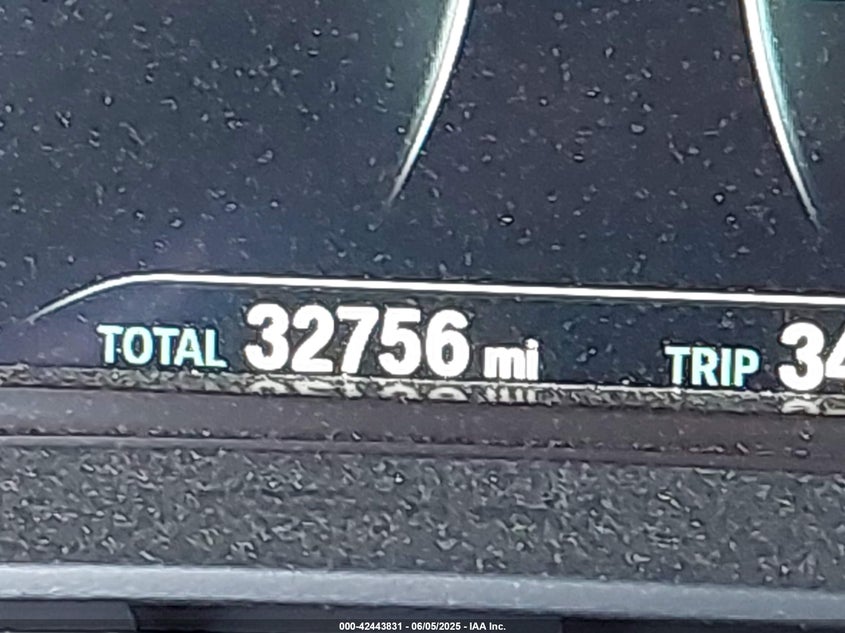 TOTAL 32756 mi TRIP 34
000-42443831 - 06/05/2025 - IAA Inc.